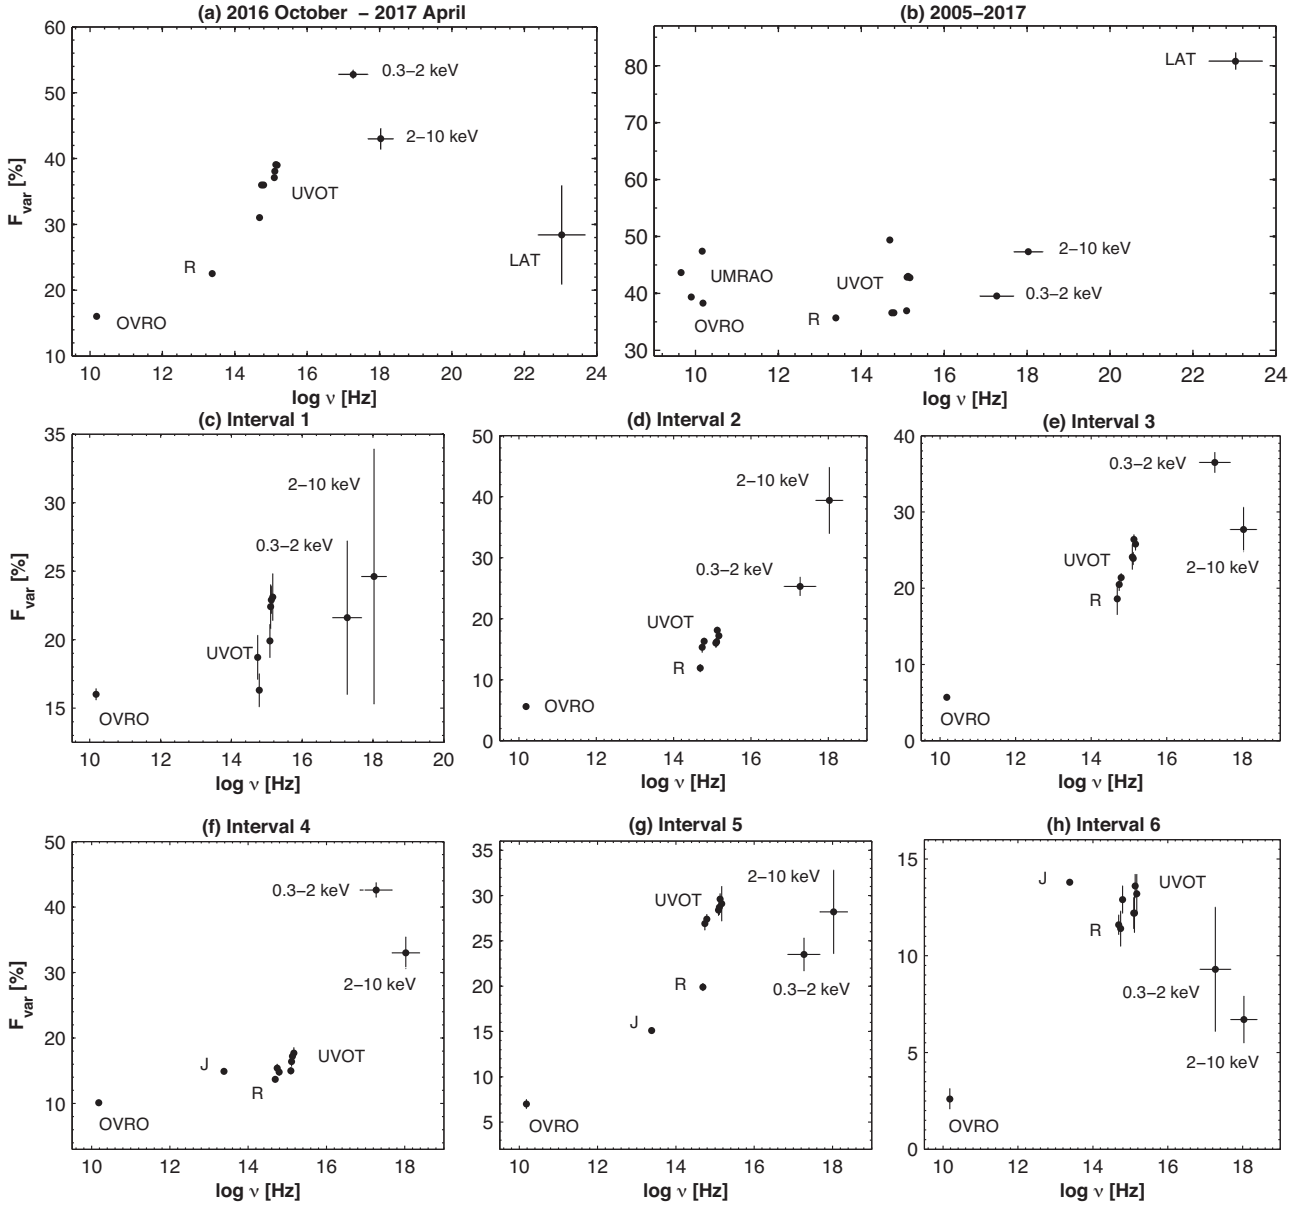 (a) 2016 October – 2017 April
60
50
40
30
20
10
F var [%]
0.3–2 keV
2–10 keV
UVOT
R
LAT
OVRO
10 12 14 16 18 20 22 24
log ν [Hz]
(b) 2005–2017
80
70
60
50
40
30
LAT
2–10 keV
UMRAO
UVOT
0.3–2 keV
R
OVRO
10 12 14 16 18 20 22 24
log ν [Hz]
(c) Interval 1
35
30
25
20
15
F var [%]
2–10 keV
0.3–2 keV
UVOT
OVRO
10 12 14 16 18 20
log ν [Hz]
(d) Interval 2
50
40
30
20
10
0
2–10 keV
0.3–2 keV
UVOT
R
OVRO
10 12 14 16 18
log ν [Hz]
(e) Interval 3
40
30
20
10
0
0.3–2 keV
UVOT
2–10 keV
R
OVRO
10 12 14 16 18
log ν [Hz]
(f) Interval 4
50
40
30
20
10
F var [%]
0.3–2 keV
2–10 keV
J
UVOT
R
OVRO
10 12 14 16 18
log ν [Hz]
(g) Interval 5
35
30
25
20
15
10
5
2–10 keV
UVOT
R
0.3–2 keV
J
OVRO
10 12 14 16 18
log ν [Hz]
(h) Interval 6
15
10
5
0
J
UVOT
R
0.3–2 keV
2–10 keV
OVRO
10 12 14 16 18
log ν [Hz]